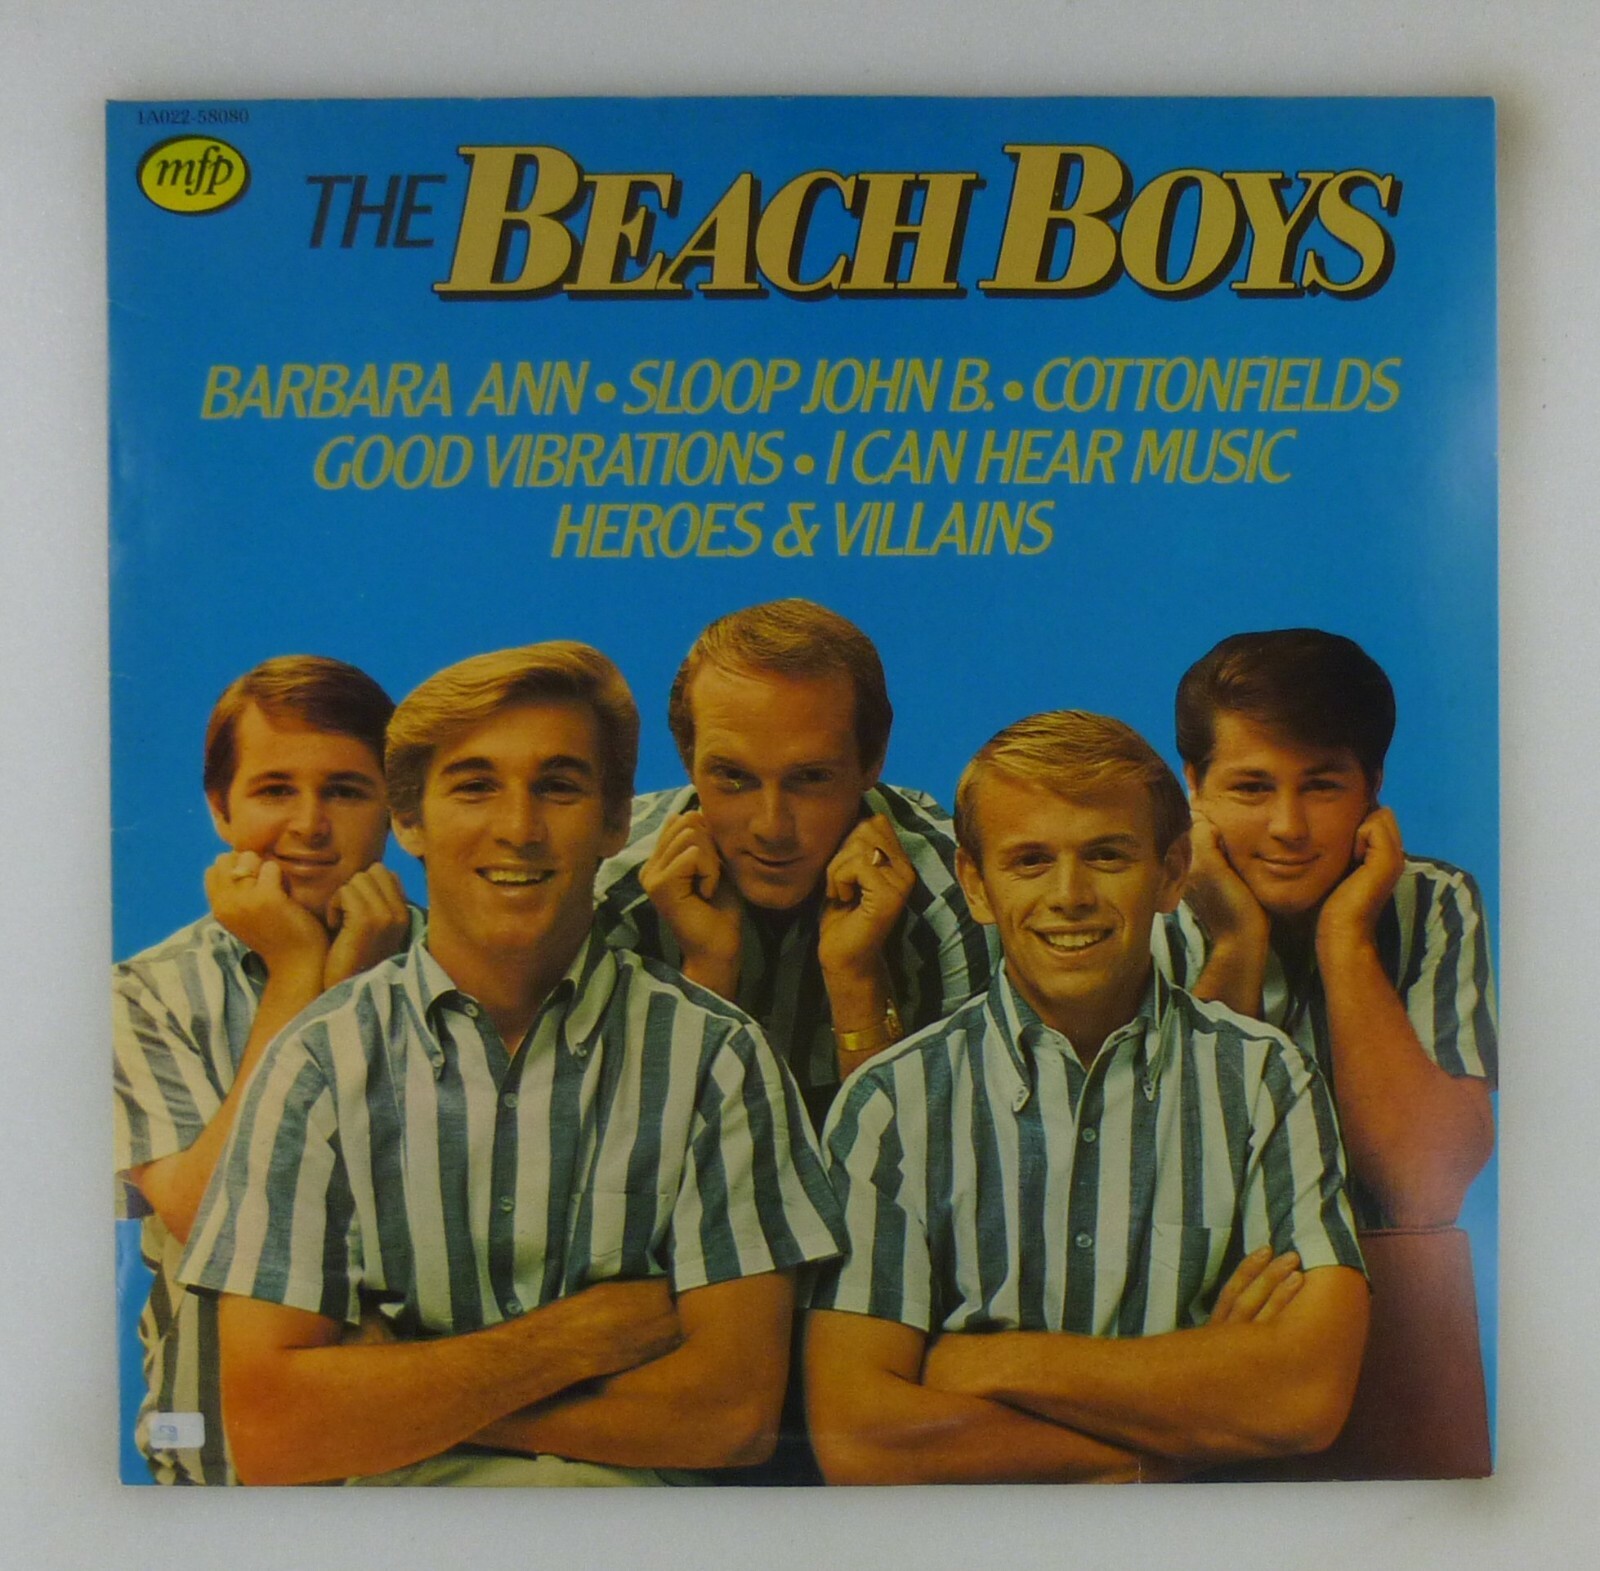 1A022-58080
mfp
THE BEACH BOYS
BARBARA ANN • SLOOP JOHN B. • COTTONFIELDS
GOOD VIBRATIONS • I CAN HEAR MUSIC
HEROES & VILLAINS